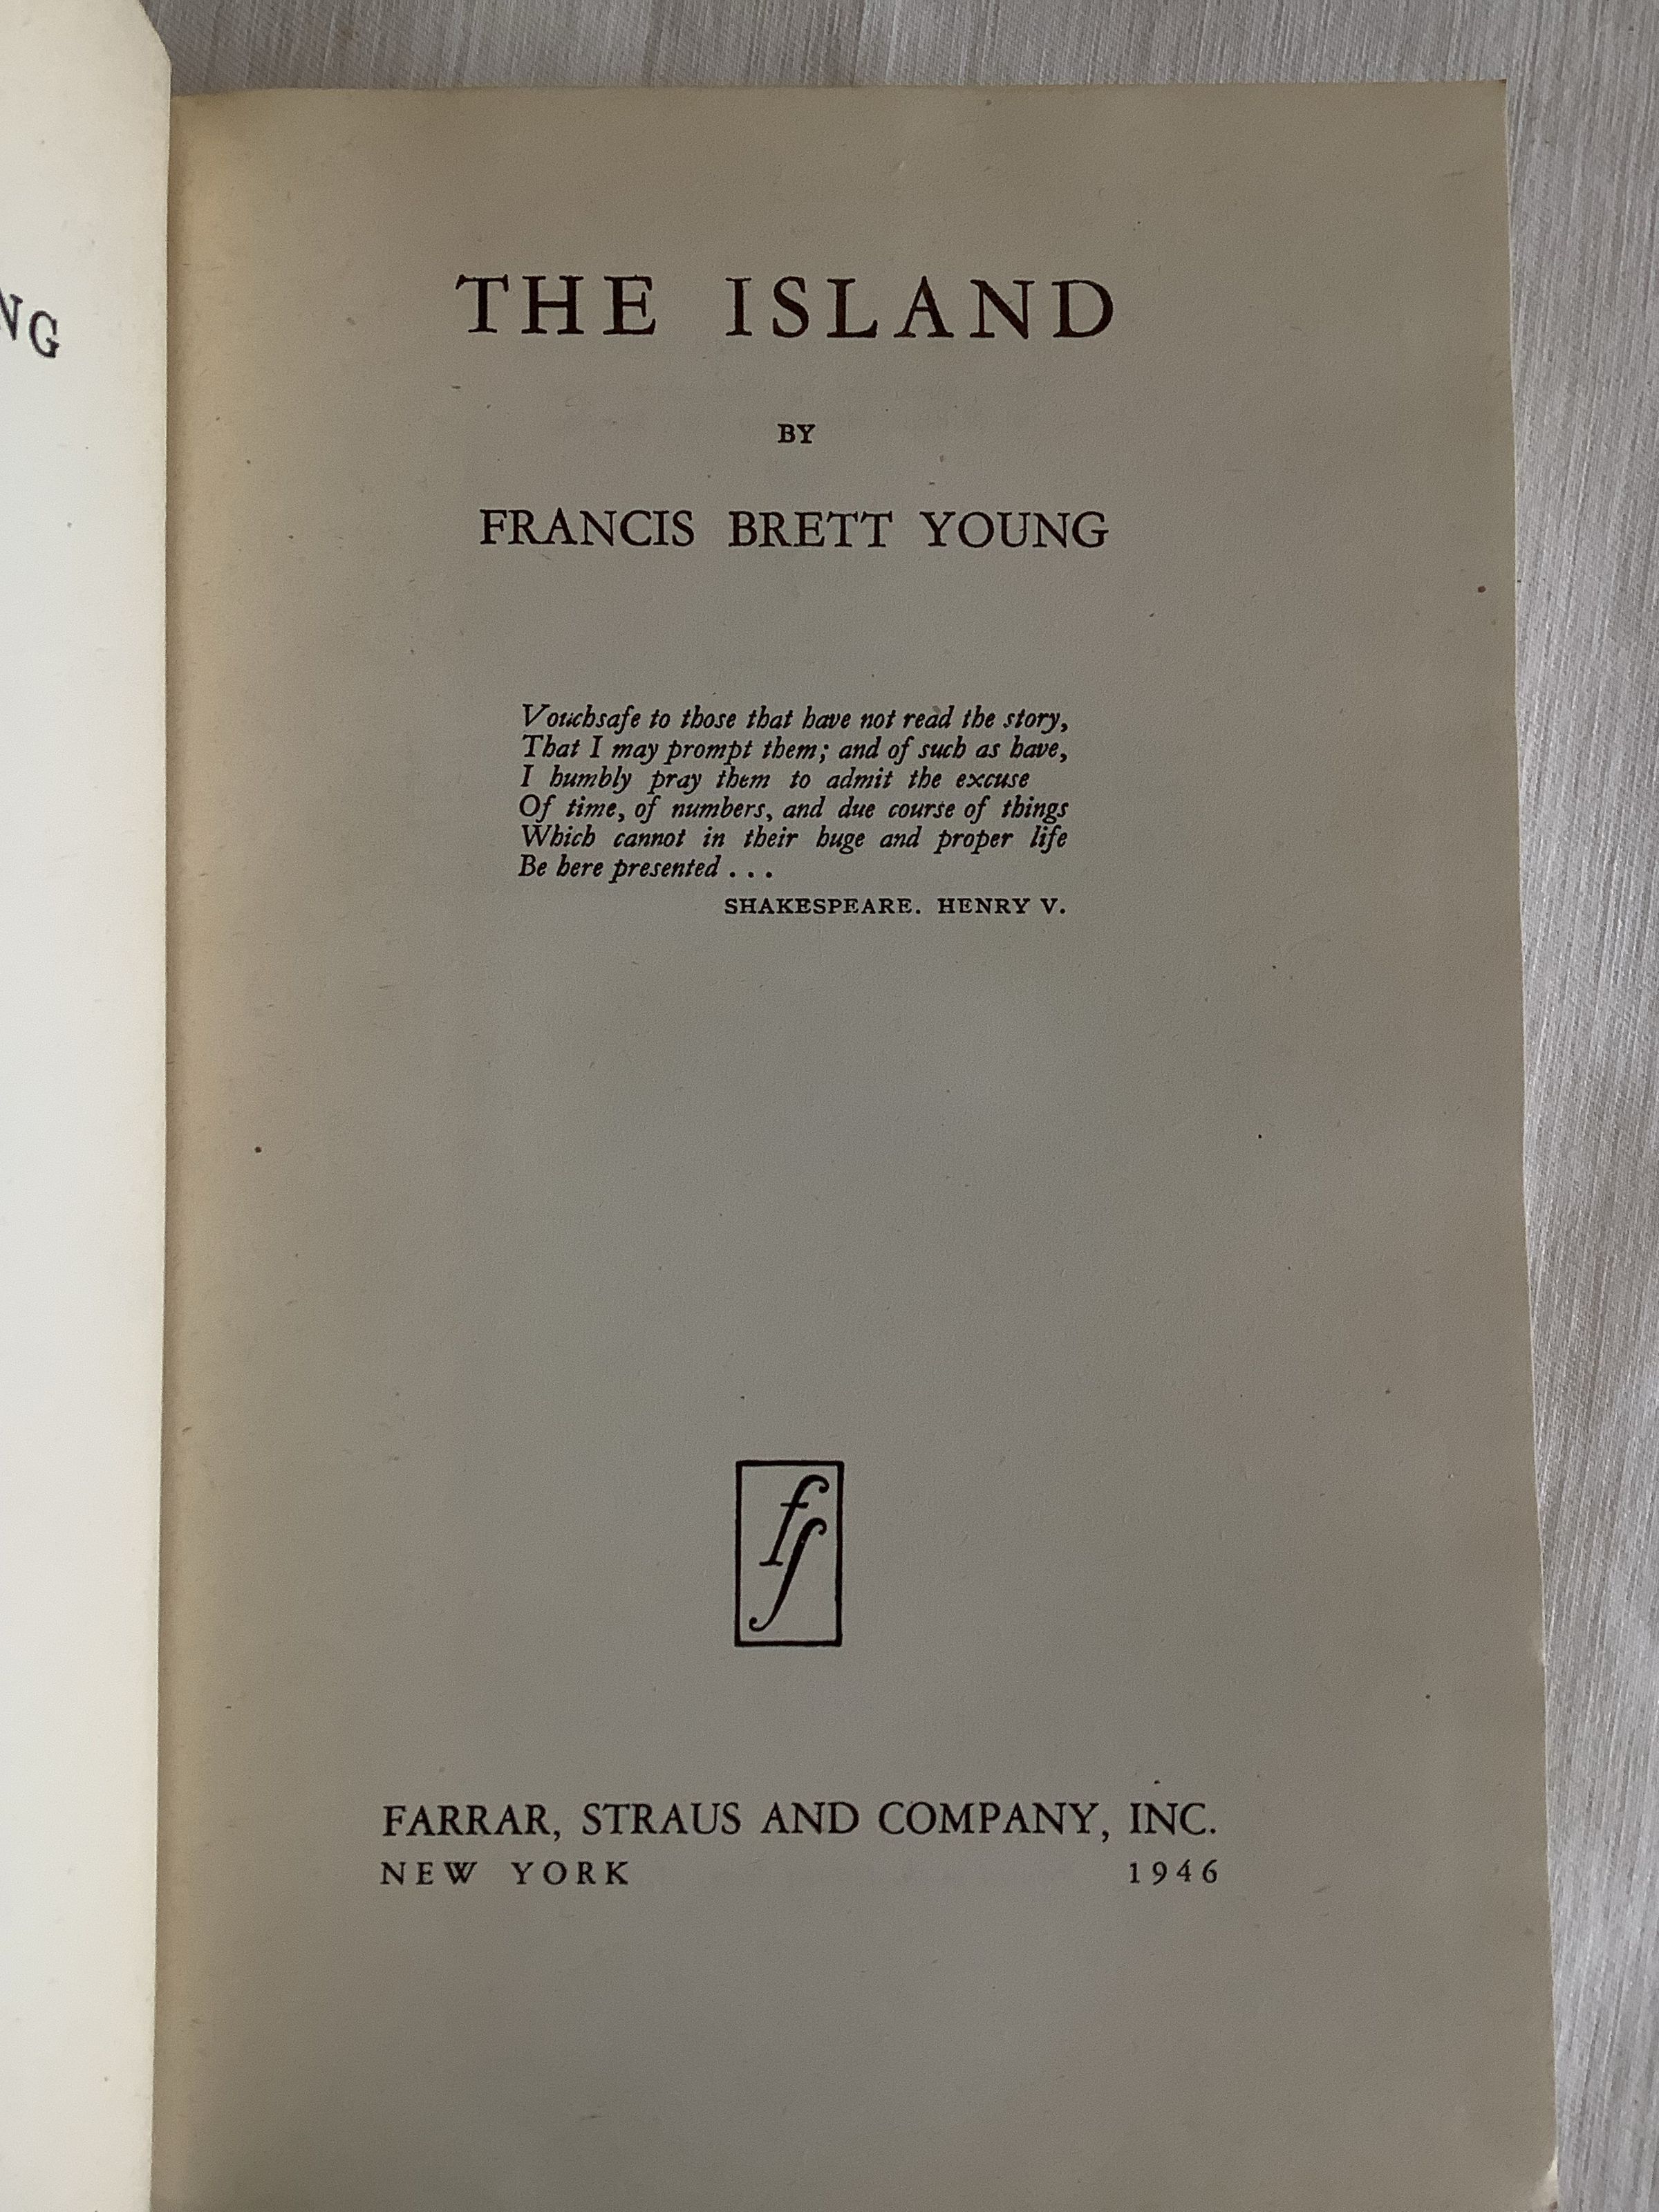 NG
THE ISLAND
BY
FRANCIS BRETT YOUNG
Vouchsafe to those that have not read the story,
That I may prompt them; and of such as have,
I humbly pray them to admit the excuse
Of time, of numbers, and due course of things
Which cannot in their huge and proper life
Be here presented . . .
SHAKESPEARE. HENRY V.
fs
FARRAR, STRAUS AND COMPANY, INC.
NEW YORK 1946